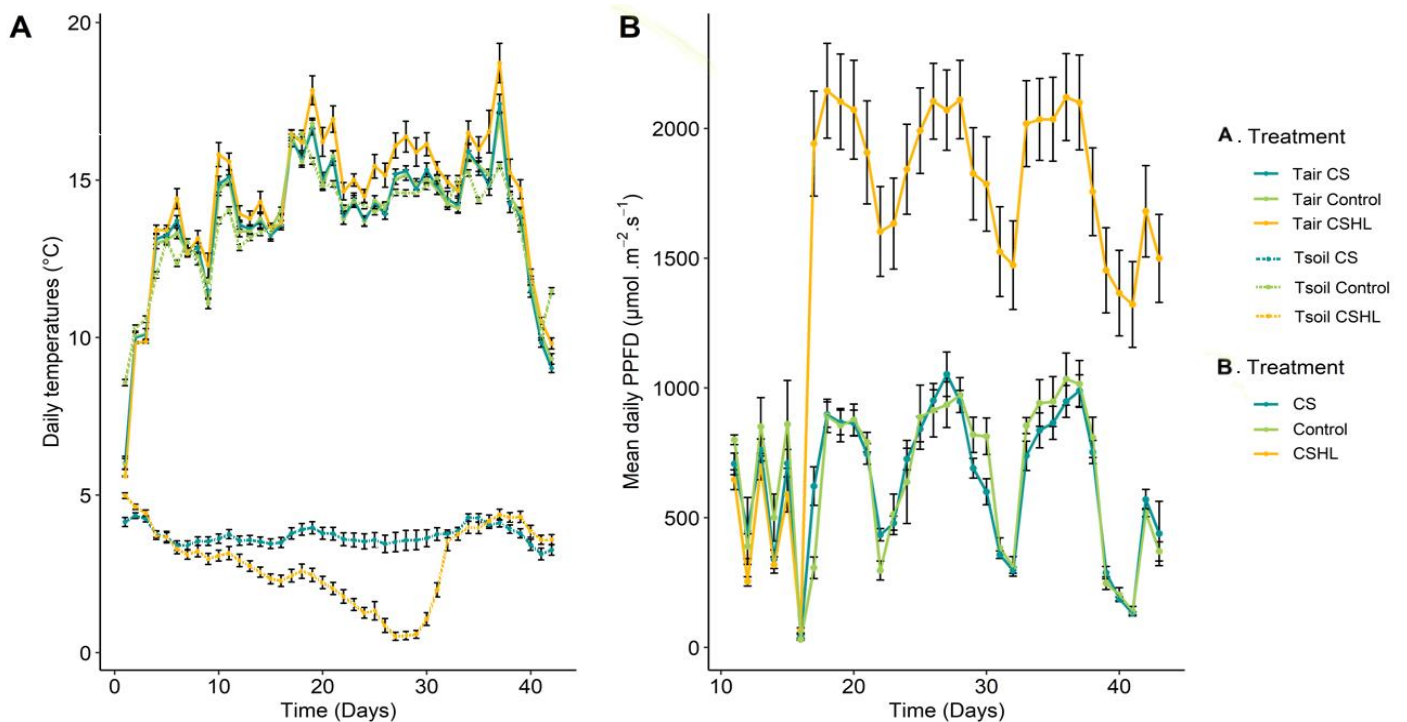 A
Daily temperatures (°C)
20
15
10
5
0
0 10 20 30 40
Time (Days)
B
Mean daily PPFD (μmol .m⁻².s⁻¹)
2000
1500
1000
500
0
10 20 30 40
Time (Days)
A . Treatment
Tair CS
Tair Control
Tair CSHL
Tsoil CS
Tsoil Control
Tsoil CSHL
B . Treatment
CS
Control
CSHL